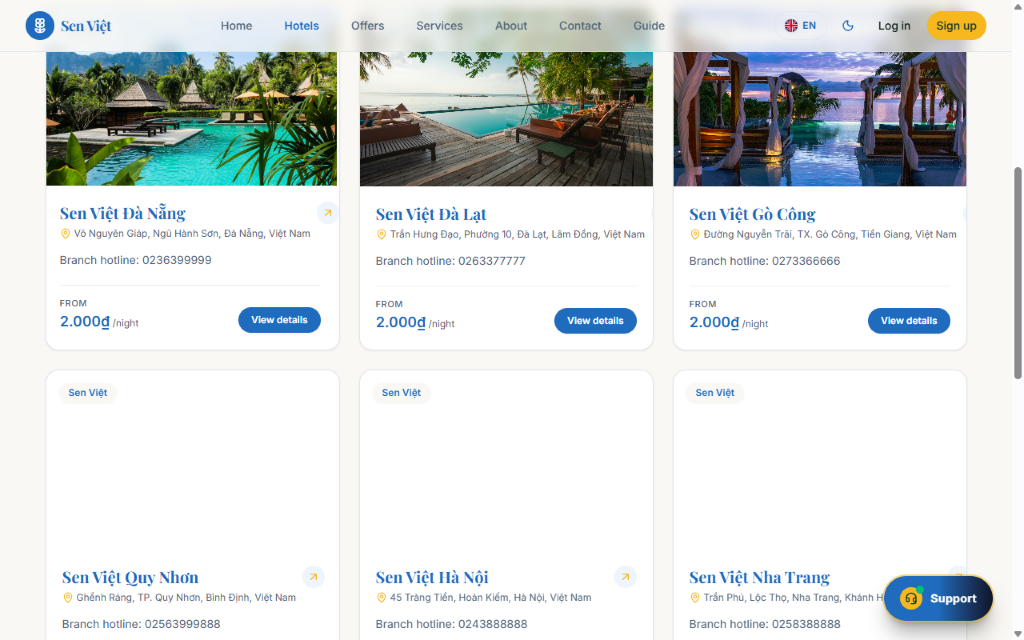 Sen Việt
Home
Hotels
Offers
Services
About
Contact
Guide
EN
Log in
Sign up
Sen Việt Đà Nẵng
Võ Nguyên Giáp, Ngũ Hành Sơn, Đà Nẵng, Việt Nam
Branch hotline: 0236399999
FROM
2.000₫ /night
View details
Sen Việt Đà Lạt
Trần Hưng Đạo, Phường 10, Đà Lạt, Lâm Đồng, Việt Nam
Branch hotline: 0263377777
FROM
2.000₫ /night
View details
Sen Việt Gò Công
Đường Nguyễn Trãi, TX. Gò Công, Tiền Giang, Việt Nam
Branch hotline: 0273366666
FROM
2.000₫ /night
View details
Sen Việt
Sen Việt Quy Nhơn
Ghềnh Ráng, TP. Quy Nhơn, Bình Định, Việt Nam
Branch hotline: 02563999888
Sen Việt
Sen Việt Hà Nội
45 Tràng Tiền, Hoàn Kiếm, Hà Nội, Việt Nam
Branch hotline: 0243888888
Sen Việt
Sen Việt Nha Trang
Trần Phú, Lộc Thọ, Nha Trang, Khánh
Branch hotline: 0258388888
Support